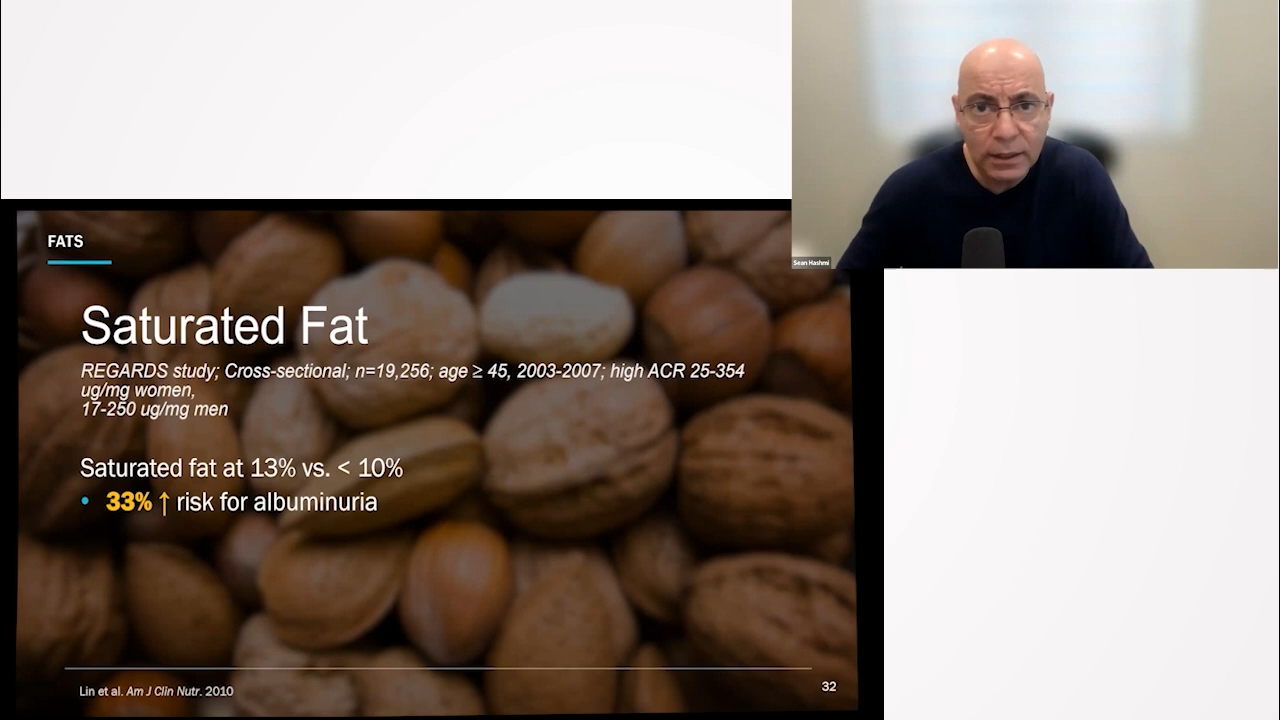 Sean Hashmi
FATS
Saturated Fat
REGARDS study; Cross-sectional; n=19,256; age ≥ 45, 2003-2007; high ACR 25-354
ug/mg women,
17-250 ug/mg men
Saturated fat at 13% vs. < 10%
• 33% ↑ risk for albuminuria
Lin et al. Am J Clin Nutr. 2010
32